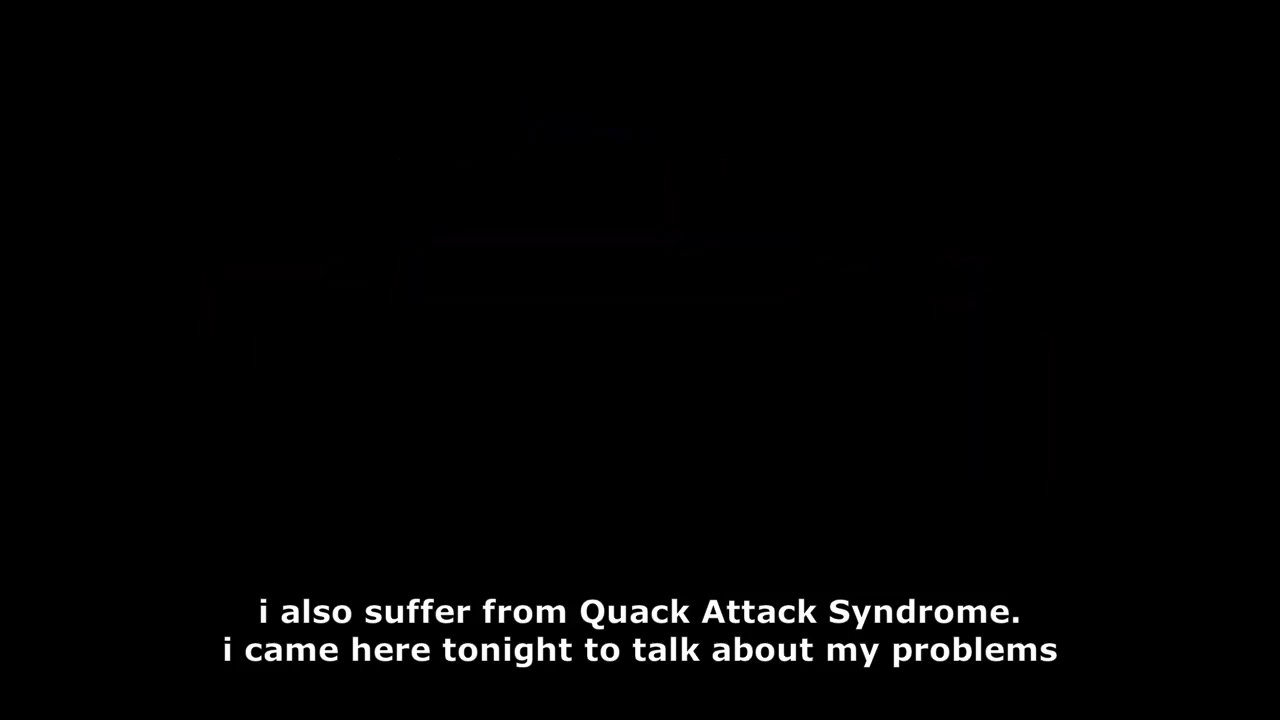 i also suffer from Quack Attack Syndrome.
i came here tonight to talk about my problems